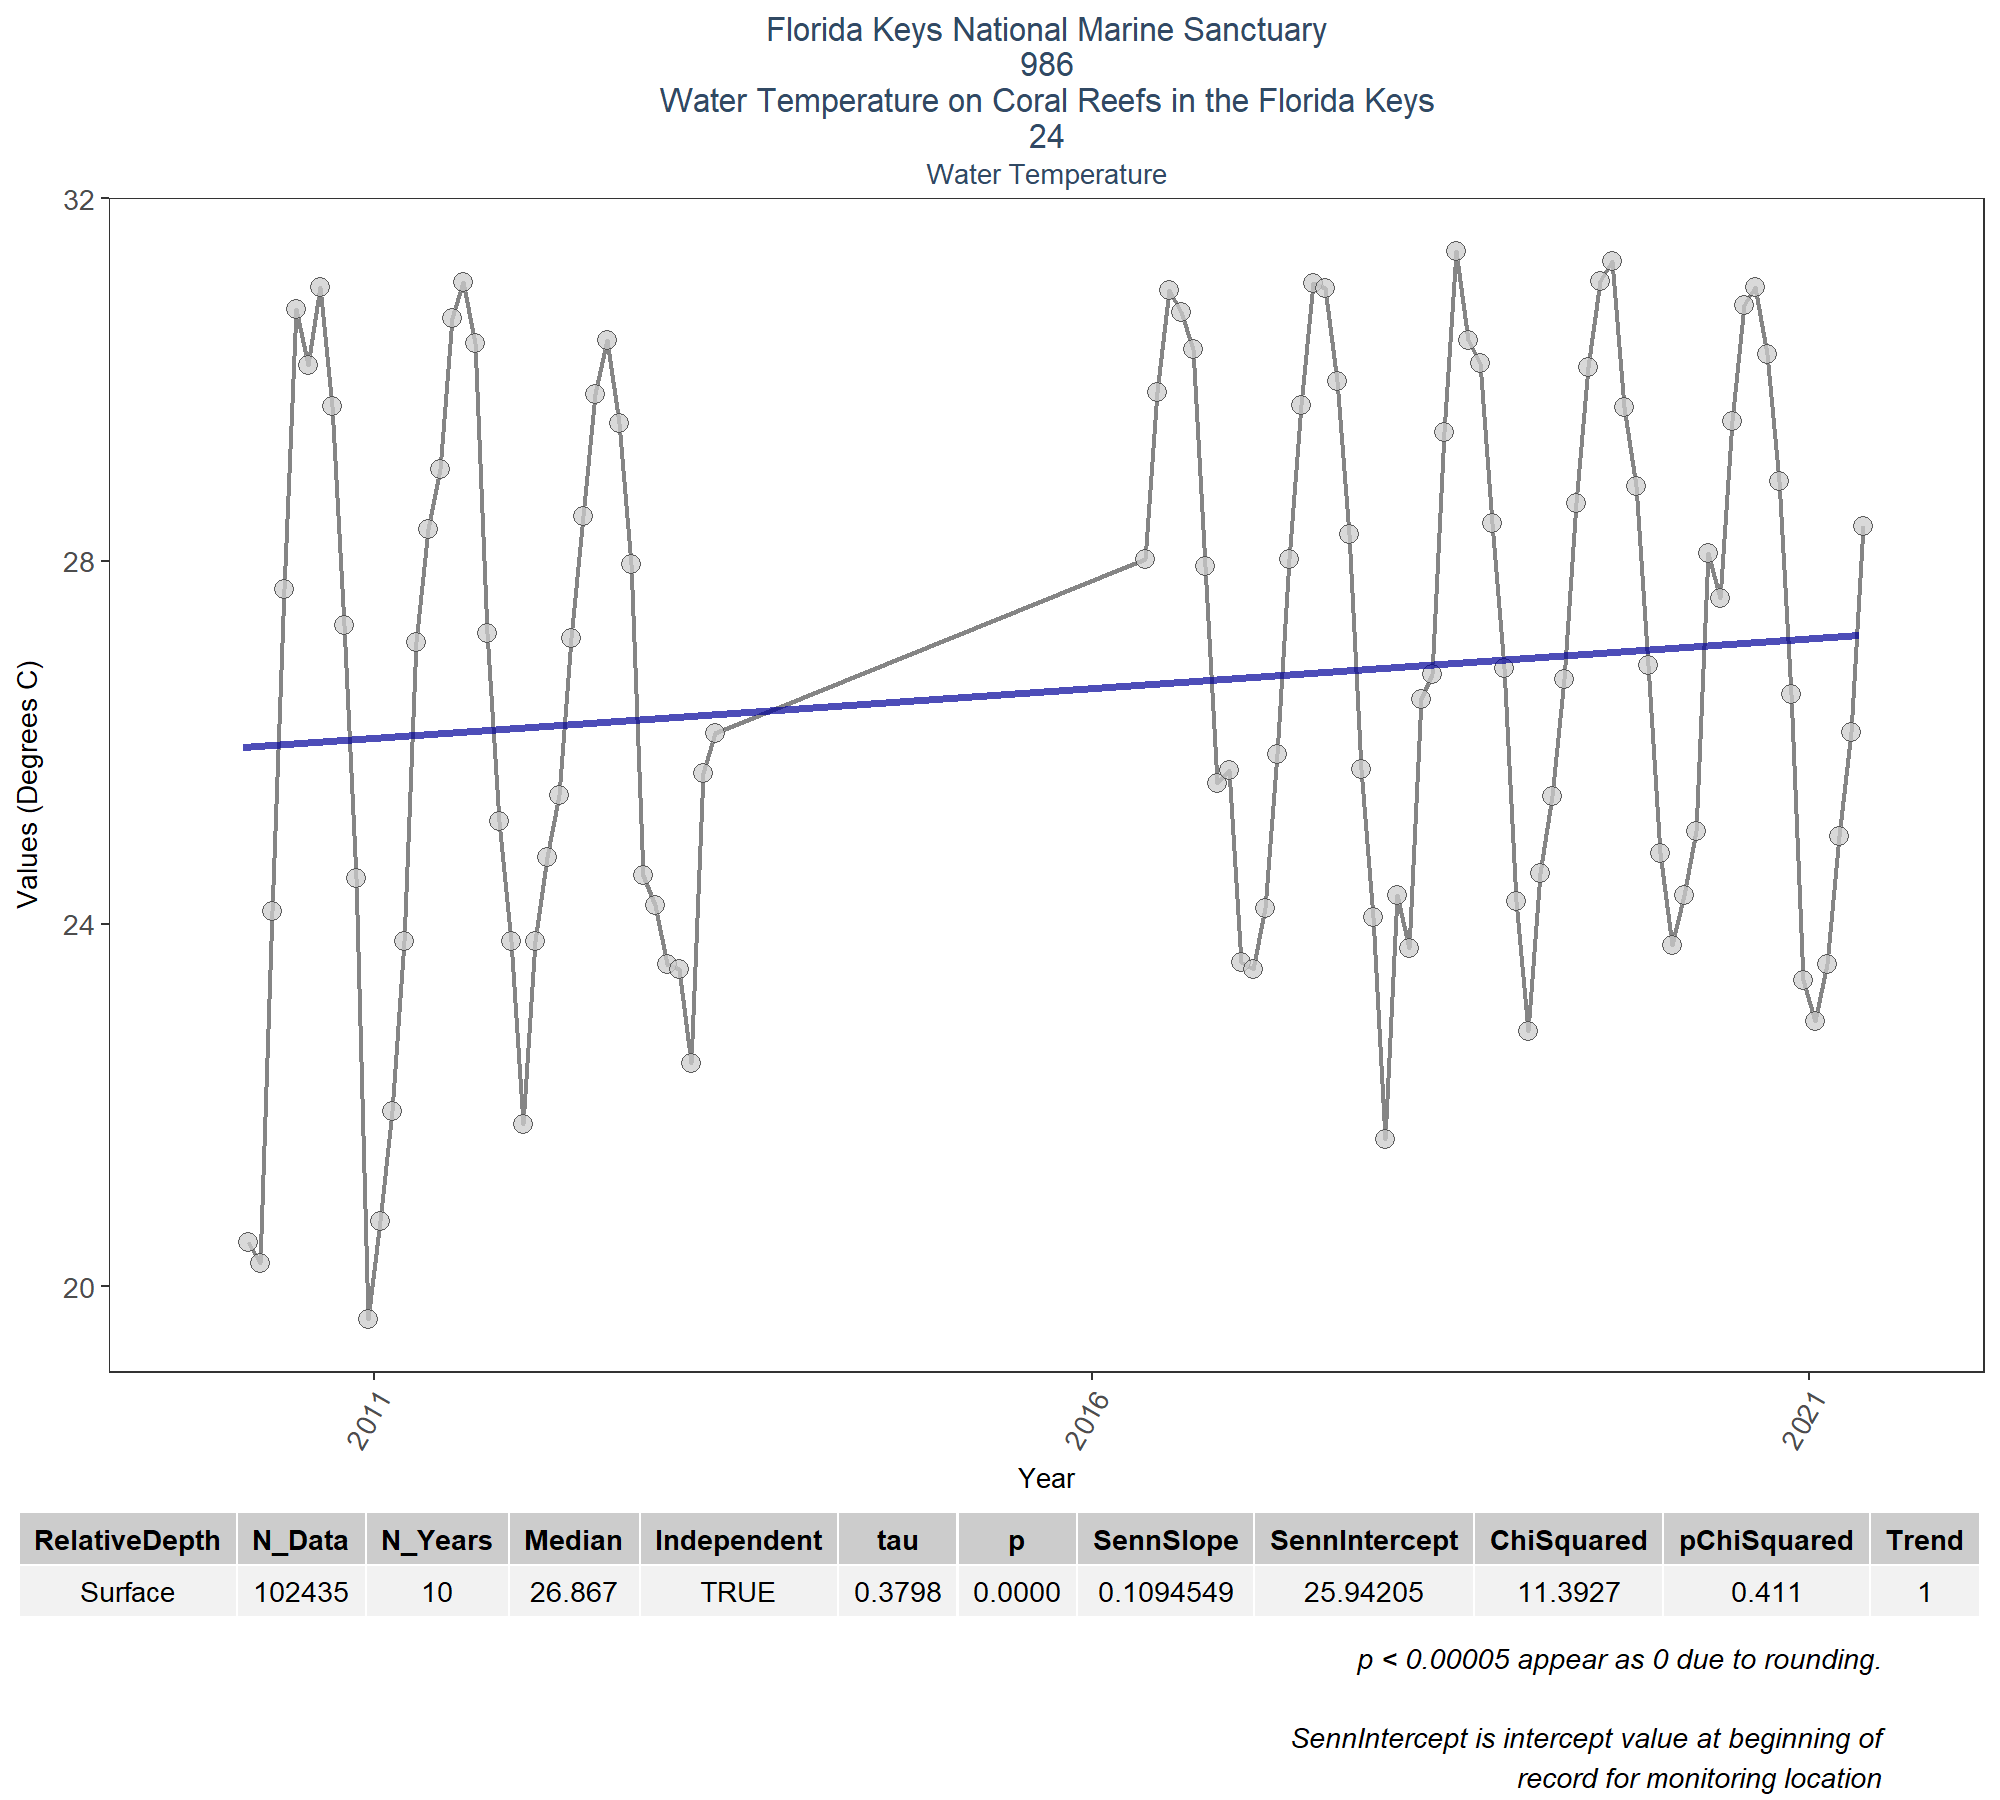 Florida Keys National Marine Sanctuary
986
Water Temperature on Coral Reefs in the Florida Keys
24
Water Temperature
32
28
24
20
Values (Degrees C)
2011
2016
2021
Year
RelativeDepth N_Data N_Years Median Independent tau p SennSlope SennIntercept ChiSquared pChiSquared Trend
Surface 102435 10 26.867 TRUE 0.3798 0.0000 0.1094549 25.94205 11.3927 0.411 1
p < 0.00005 appear as 0 due to rounding.
SennIntercept is intercept value at beginning of
record for monitoring location